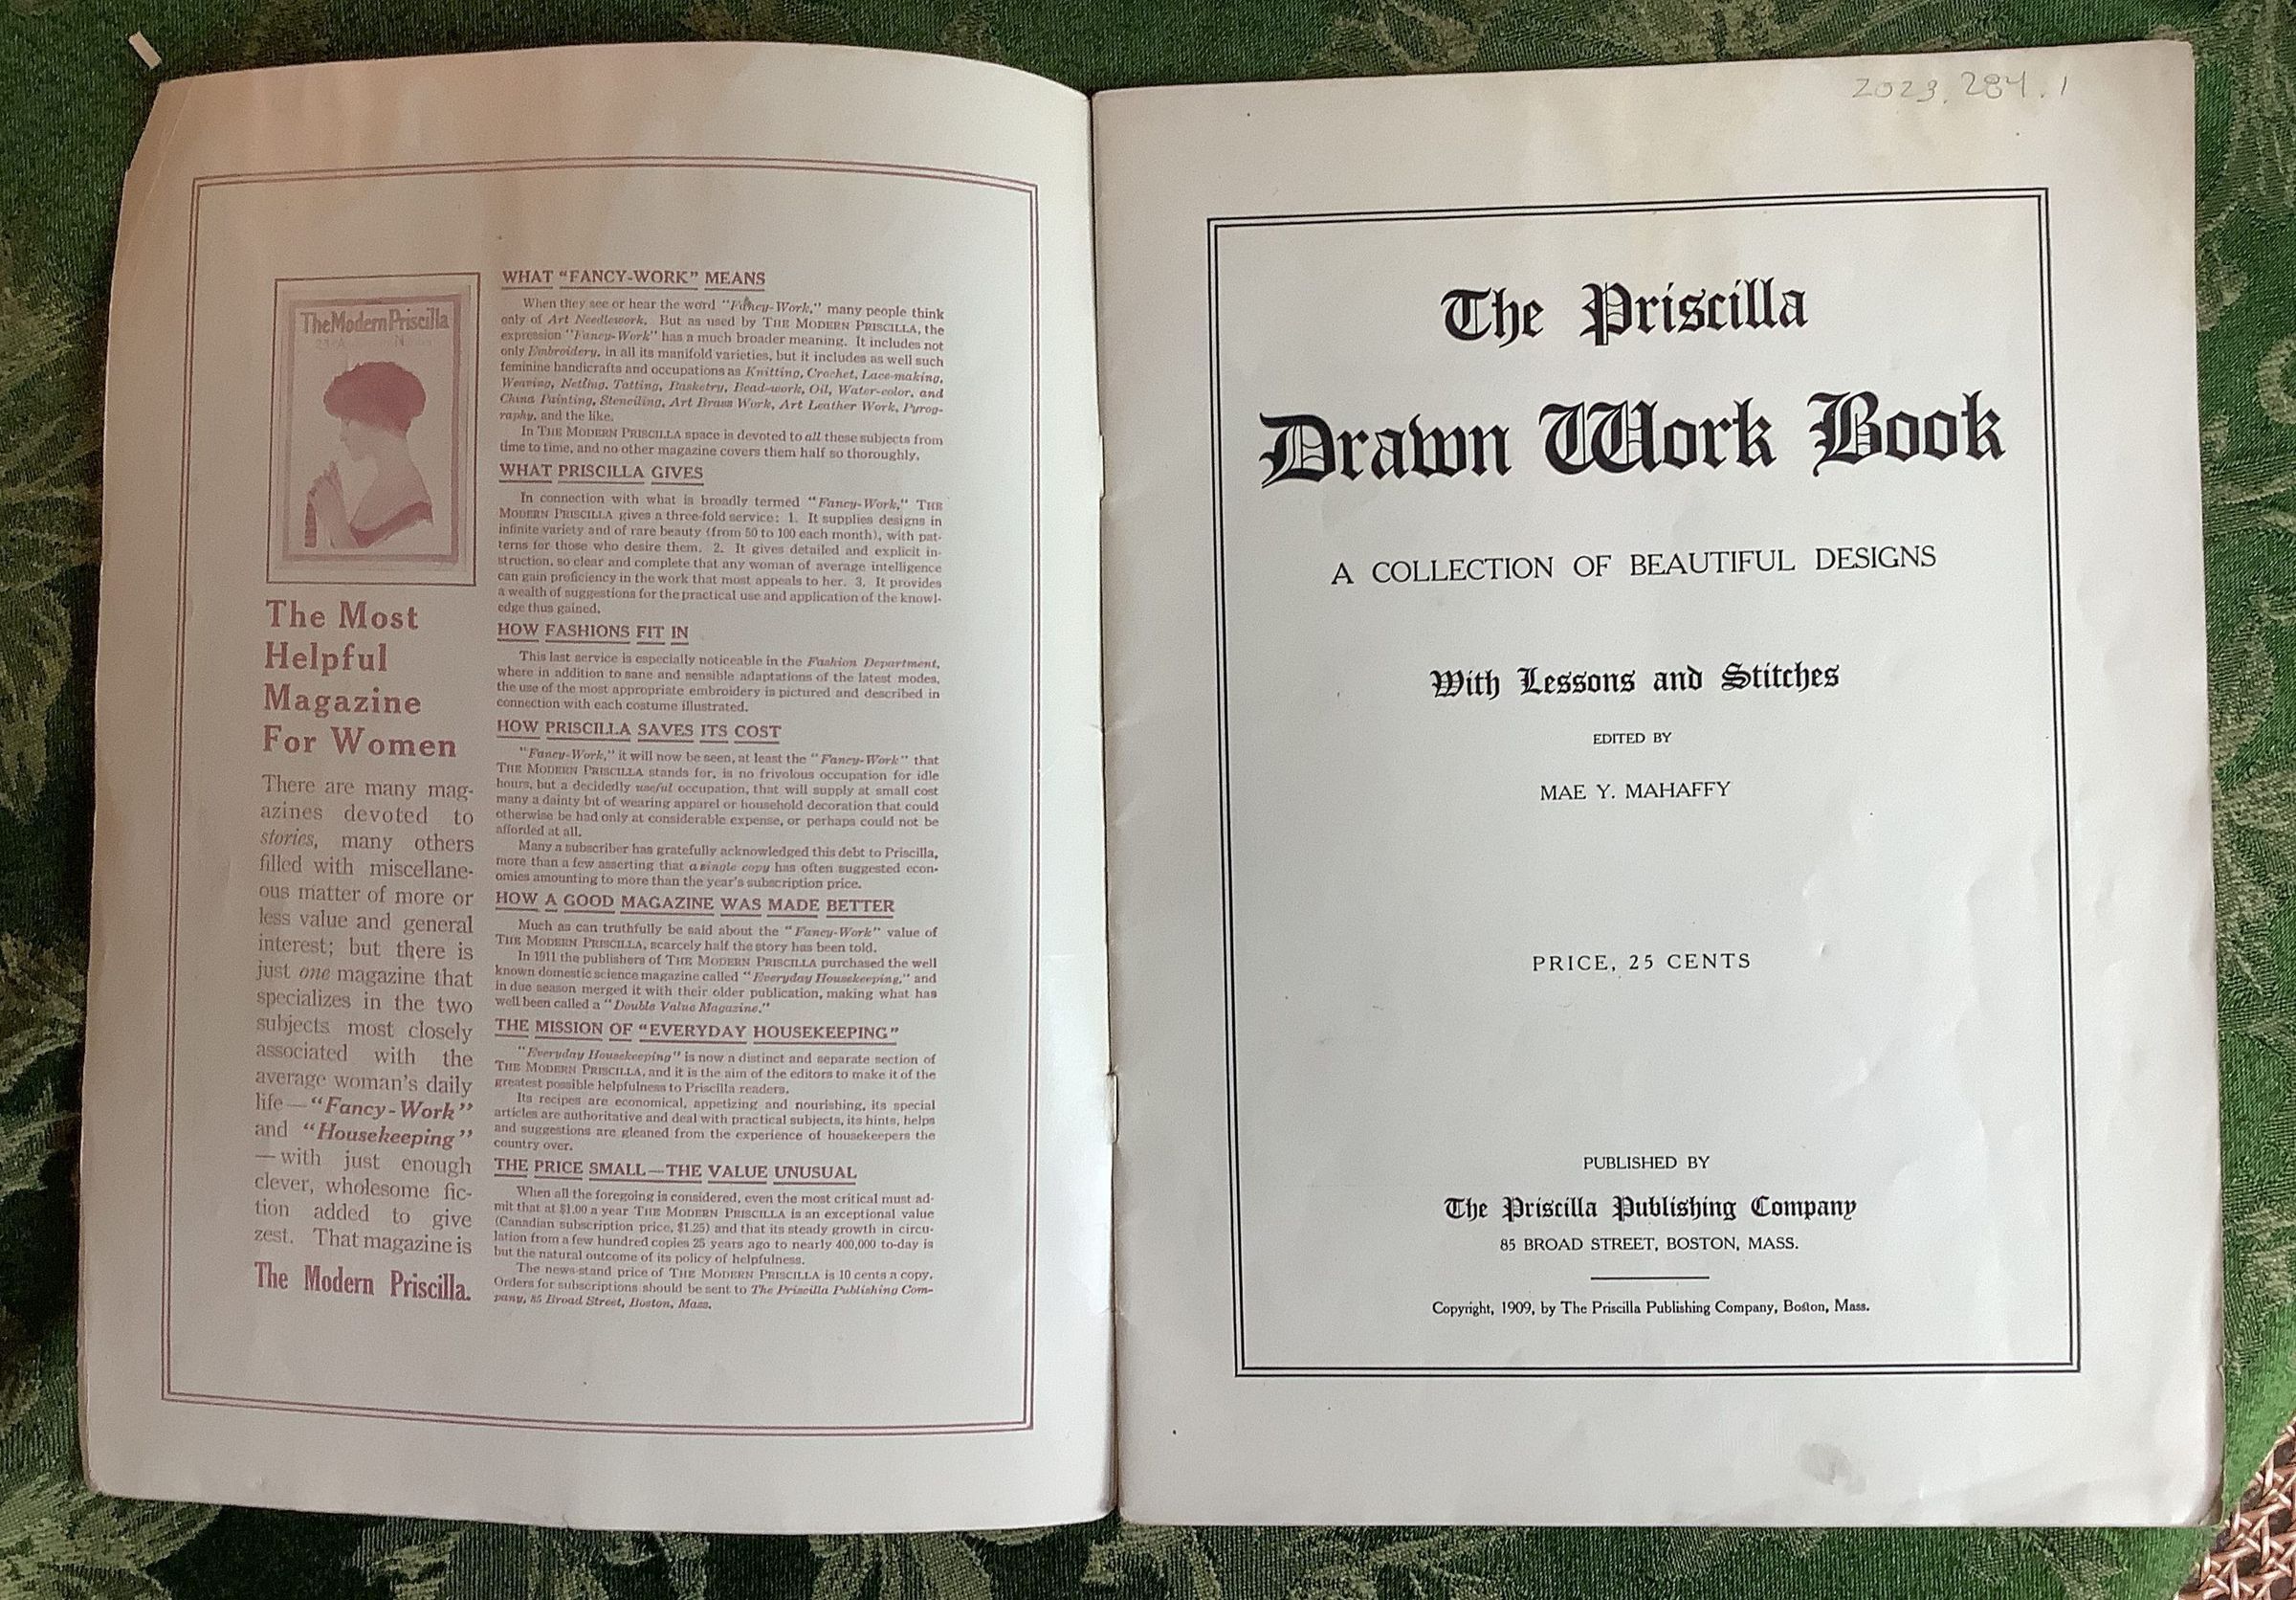 The Modern Priscilla
The Most
Helpful
Magazine
For Women
There are many mag-
azines devoted to
stories, many others
filled with miscellane-
ous matter of more or
less value and general
interest; but there is
just one magazine that
specializes in the two
subjects most closely
associated with the
average woman's daily
life—"Fancy-Work"
and "Housekeeping"
—with just enough
clever, wholesome fic-
tion added to give
zest. That magazine is
The Modern Priscilla.
WHAT "FANCY-WORK" MEANS
When they see or hear the word "Fancy-Work," many people think
only of Art Needlework. But as used by THE MODERN PRISCILLA, the
expression "Fancy-Work" has a much broader meaning. It includes not
only Embroidery, in all its manifold varieties, but it includes as well such
feminine handicrafts and occupations as Knitting, Crochet, Lace-making,
Weaving, Netting, Tatting, Basketry, Bead-work, Oil, Water-color, and
China Painting, Stenciling, Art Brass Work, Art Leather Work, Pyrog-
raphy, and the like.
In THE MODERN PRISCILLA space is devoted to all these subjects from
time to time, and no other magazine covers them half so thoroughly.
WHAT PRISCILLA GIVES
In connection with what is broadly termed "Fancy-Work," THE
MODERN PRISCILLA gives a three-fold service: 1. It supplies designs in
infinite variety and of rare beauty (from 50 to 100 each month), with pat-
terns for those who desire them. 2. It gives detailed and explicit in-
struction, so clear and complete that any woman of average intelligence
can gain proficiency in the work that most appeals to her. 3. It provides
a wealth of suggestions for the practical use and application of the knowl-
edge thus gained.
HOW FASHIONS FIT IN
This last service is especially noticeable in the Fashion Department,
where in addition to sane and sensible adaptations of the latest modes,
the use of the most appropriate embroidery is pictured and described in
connection with each costume illustrated.
HOW PRISCILLA SAVES ITS COST
"Fancy-Work," it will now be seen, at least the "Fancy-Work" that
THE MODERN PRISCILLA stands for, is no frivolous occupation for idle
hours, but a decidedly useful occupation, that will supply at small cost
many a dainty bit of wearing apparel or household decoration that could
otherwise be had only at considerable expense, or perhaps could not be
afforded at all.
Many a subscriber has gratefully acknowledged this debt to Priscilla,
more than a few asserting that a single copy has often suggested econ-
omies amounting to more than the year's subscription price.
HOW A GOOD MAGAZINE WAS MADE BETTER
Much as can truthfully be said about the "Fancy-Work" value of
THE MODERN PRISCILLA, scarcely half the story has been told.
In 1911 the publishers of THE MODERN PRISCILLA purchased the well
known domestic science magazine called "Everyday Housekeeping," and
in due season merged it with their older publication, making what has
well been called a "Double Value Magazine."
THE MISSION OF "EVERYDAY HOUSEKEEPING"
"Everyday Housekeeping" is now a distinct and separate section of
THE MODERN PRISCILLA, and it is the aim of the editors to make it of the
greatest possible helpfulness to Priscilla readers.
Its recipes are economical, appetizing and nourishing, its special
articles are authoritative and deal with practical subjects, its hints, helps
and suggestions are gleaned from the experience of housekeepers the
country over.
THE PRICE SMALL—THE VALUE UNUSUAL
When all the foregoing is considered, even the most critical must ad-
mit that at $1.00 a year THE MODERN PRISCILLA is an exceptional value
(Canadian subscription price, $1.25) and that its steady growth in circu-
lation from a few hundred copies 25 years ago to nearly 400,000 to-day is
but the natural outcome of its policy of helpfulness.
The news-stand price of THE MODERN PRISCILLA is 10 cents a copy.
Orders for subscriptions should be sent to The Priscilla Publishing Com-
pany, 85 Broad Street, Boston, Mass.
2023.284.1
The Priscilla
Drawn Work Book
A COLLECTION OF BEAUTIFUL DESIGNS
With Lessons and Stitches
EDITED BY
MAE Y. MAHAFFY
PRICE, 25 CENTS
PUBLISHED BY
The Priscilla Publishing Company
85 BROAD STREET, BOSTON, MASS.
Copyright, 1909, by The Priscilla Publishing Company, Boston, Mass.